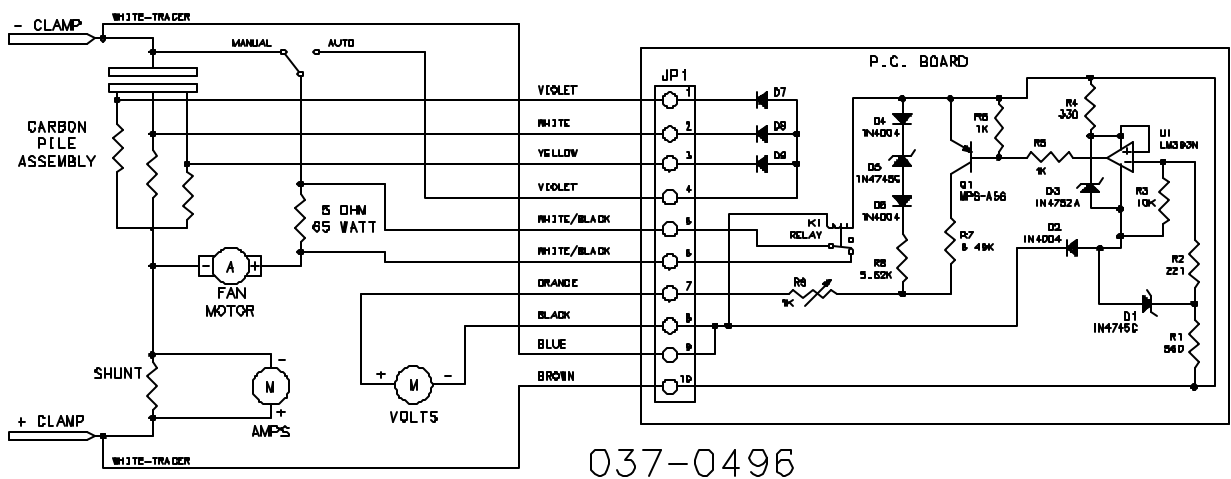 WHITE-TRACER
- CLAMP
MANUAL
AUTO
CARBON
PILE
ASSEMBLY
5 OHM
65 WATT
- A +
FAN
MOTOR
SHUNT
-
M
+
AMPS
+ CLAMP
WHITE-TRACER
+ M -
VOLTS
VIOLET
WHITE
YELLOW
VIOLET
WHITE/BLACK
WHITE/BLACK
ORANGE
BLACK
BLUE
BROWN
P.C. BOARD
JP1
1
2
3
4
5
6
7
8
9
10
D7
D8
D9
K1
RELAY
D4
1N4004
D5
1N4745C
D6
1N4004
R8
5.62K
R9
1K
Q1
MPS-A56
R7
6 49K
R6
1K
R5
1K
R4
330
U1
LM393N
D3
1N4752A
R3
10K
D2
1N4004
R2
221
D1
1N4745C
R1
560
037-0496